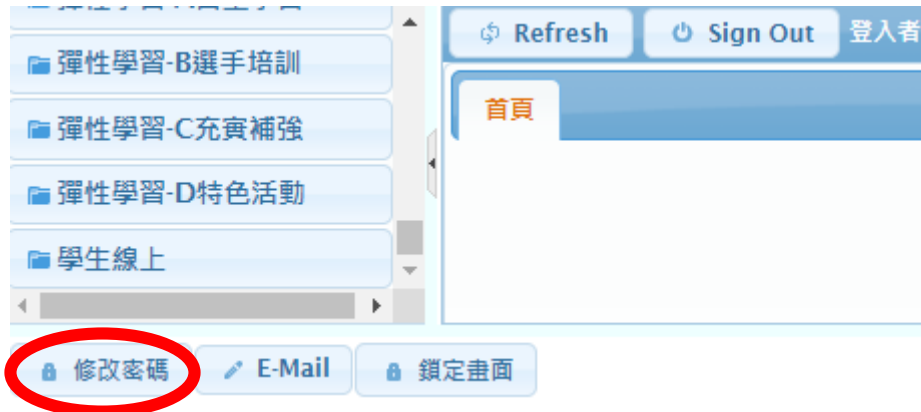 彈性學習-B選手培訓
彈性學習-C充實補強
彈性學習-D特色活動
學生線上
Refresh
Sign Out
登入者
首頁
修改密碼
E-Mail
鎖定畫面